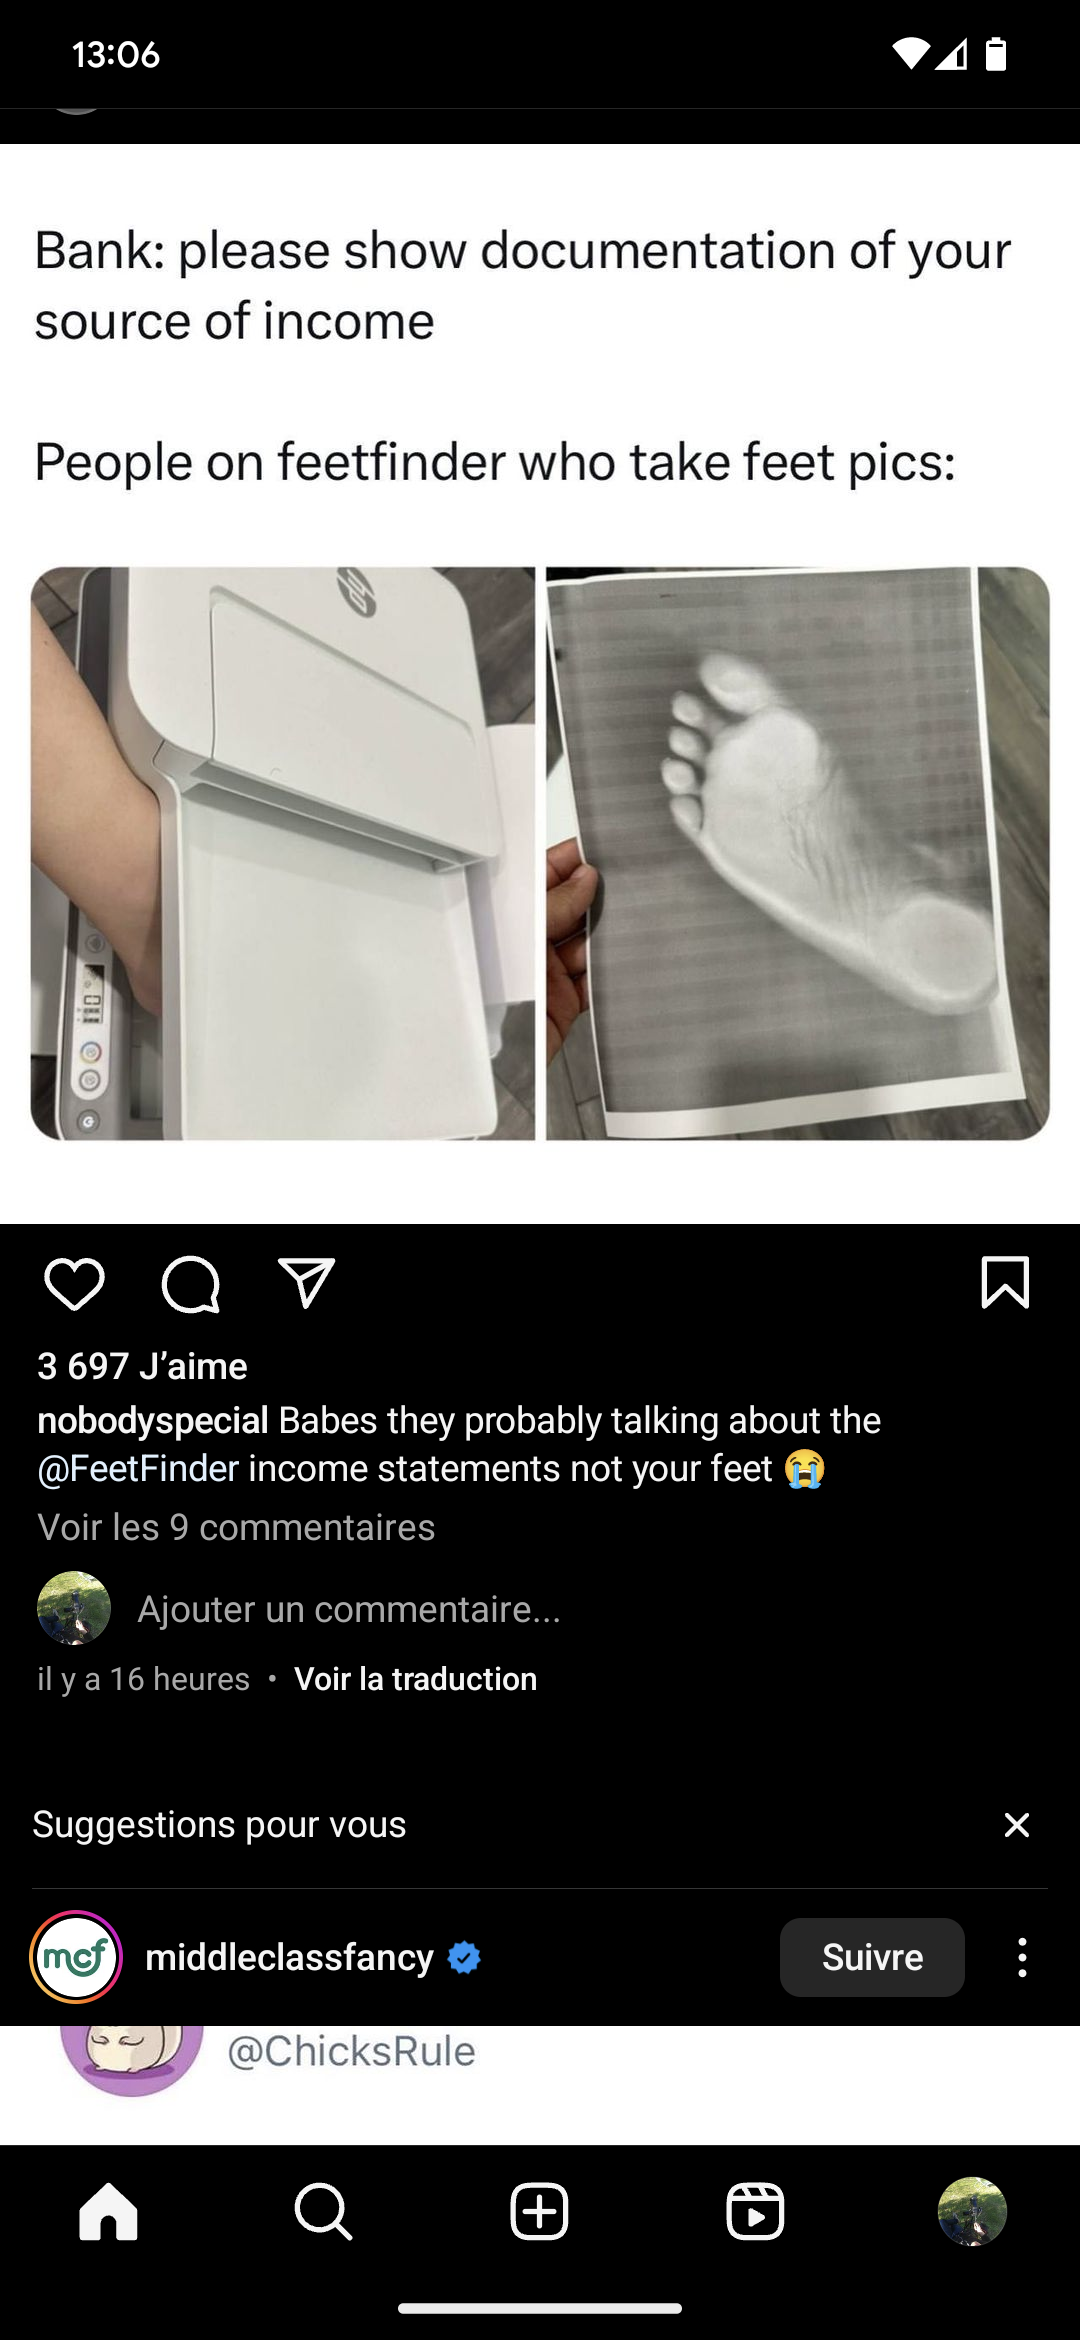 13:06
Bank: please show documentation of your
source of income
People on feetfinder who take feet pics:
hp
3 697 J’aime
nobodyspecial Babes they probably talking about the
@FeetFinder income statements not your feet 😭
Voir les 9 commentaires
Ajouter un commentaire...
il y a 16 heures • Voir la traduction
Suggestions pour vous
mcf
middleclassfancy
Suivre
@ChicksRule